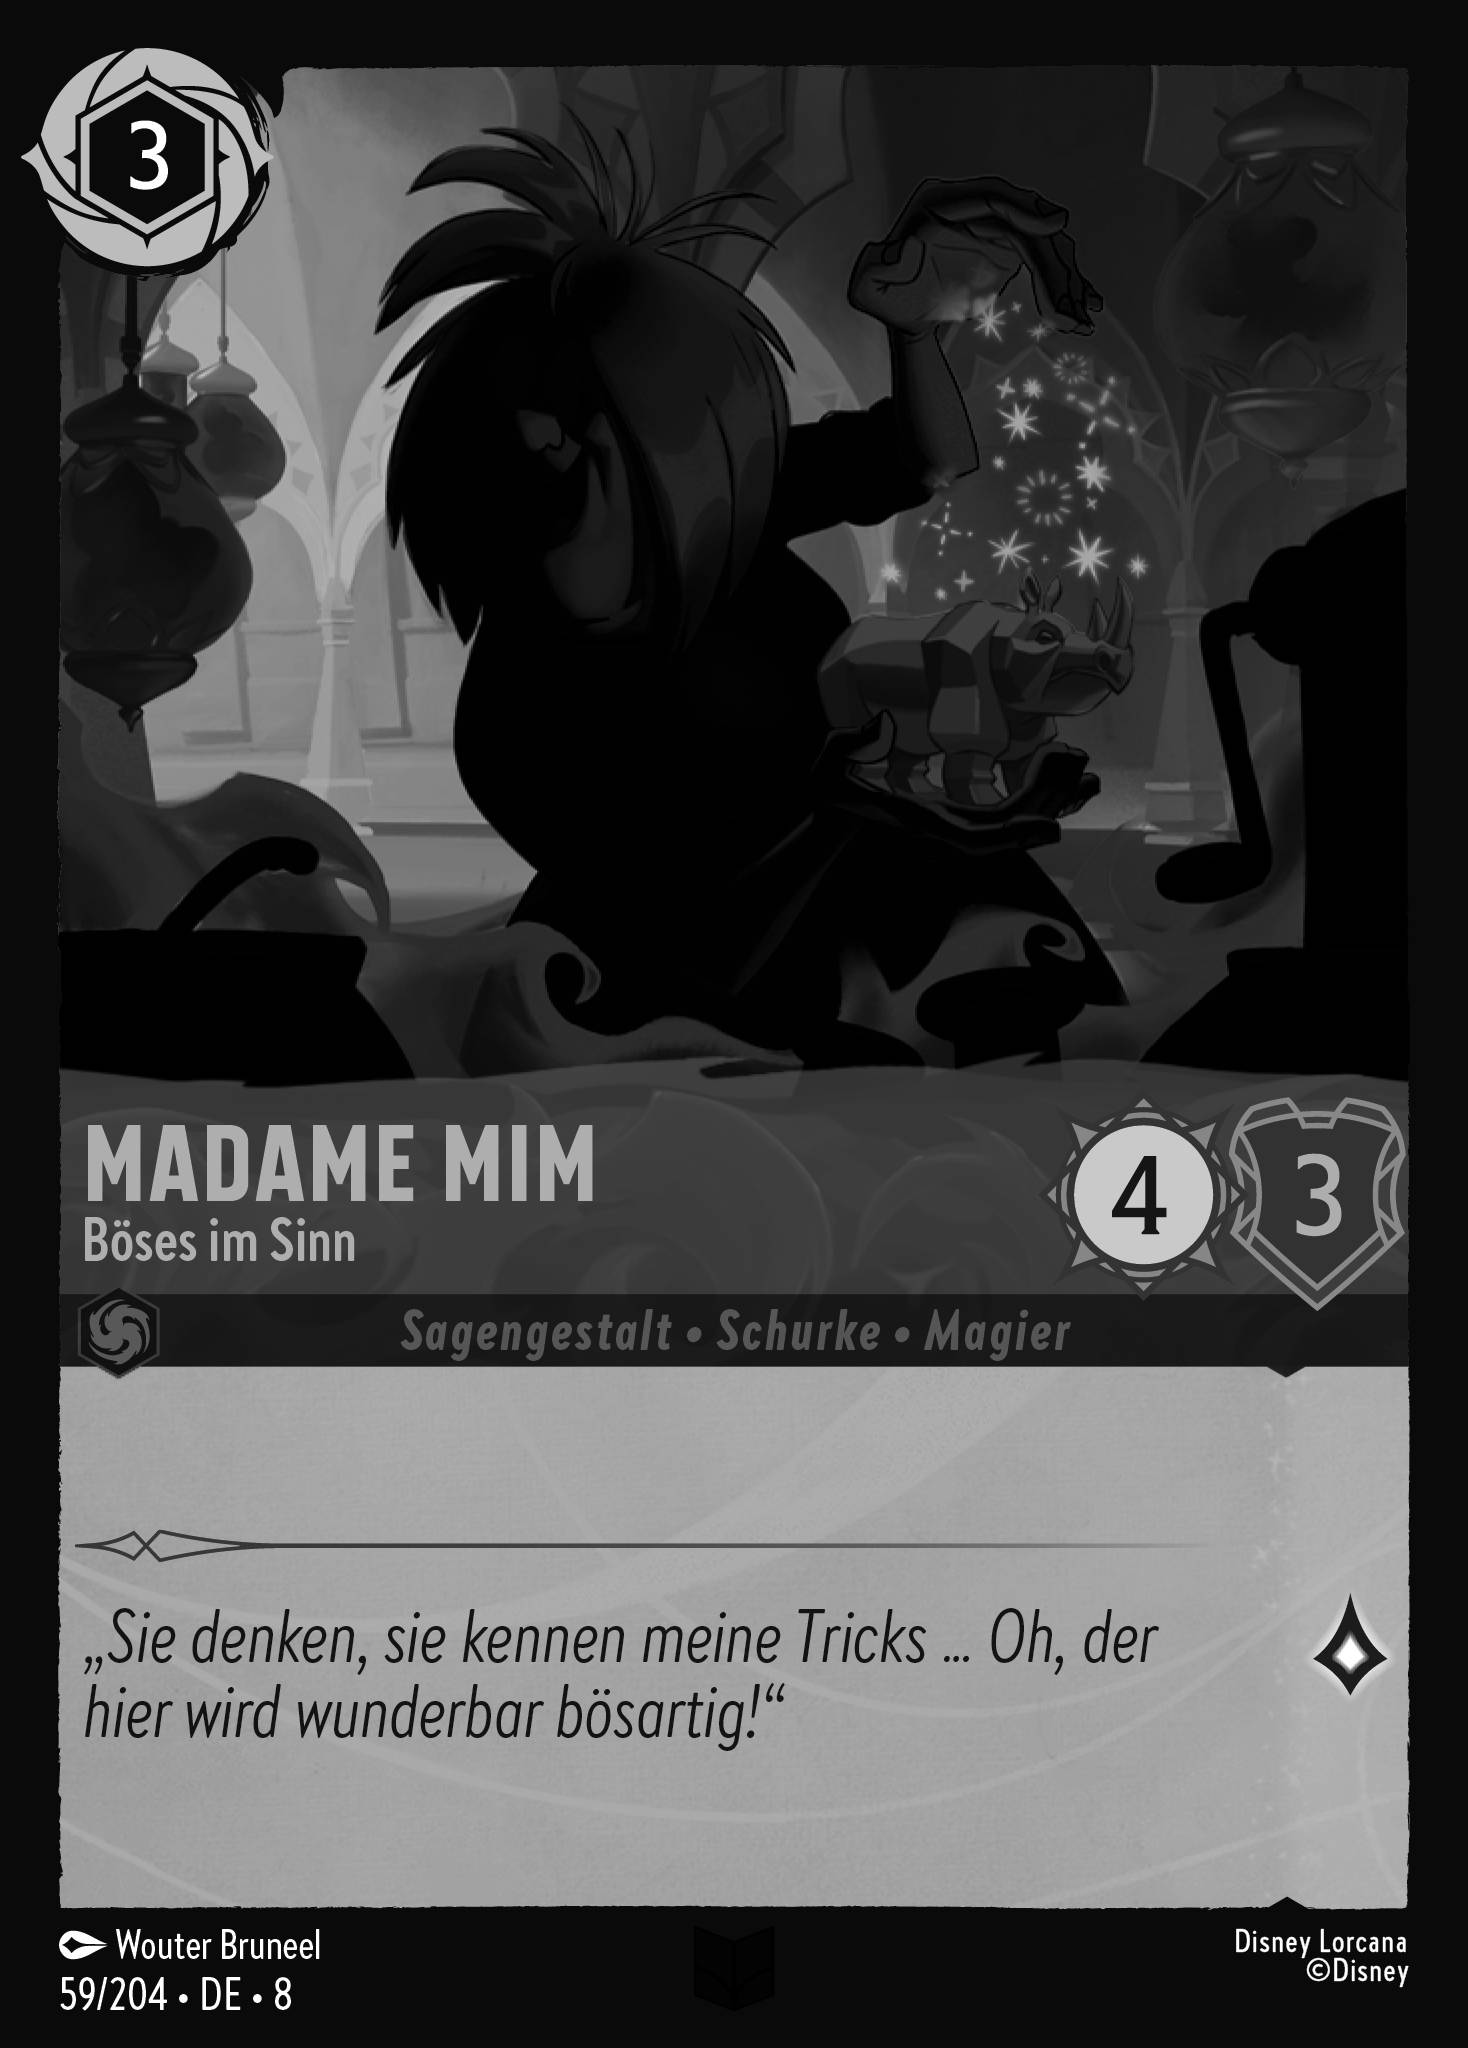 3
MADAME MIM
Böses im Sinn
4 3
Sagengestalt • Schurke • Magier
„Sie denken, sie kennen meine Tricks ... Oh, der
hier wird wunderbar bösartig!“
Wouter Bruneel
59/204 • DE • 8
Disney Lorcana
©Disney